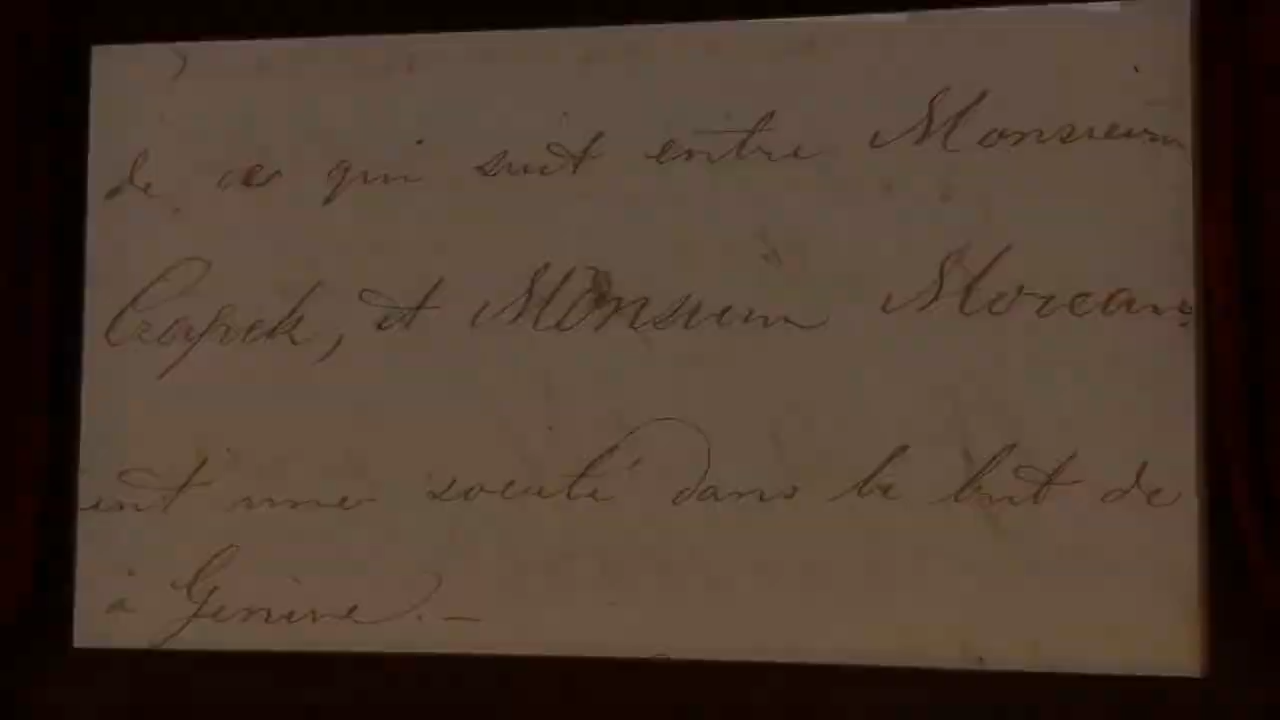 de ce qui suit entre Monsieur
Czapek, et Monsieur Moreau
ent une société dans le but de
à Genève. —